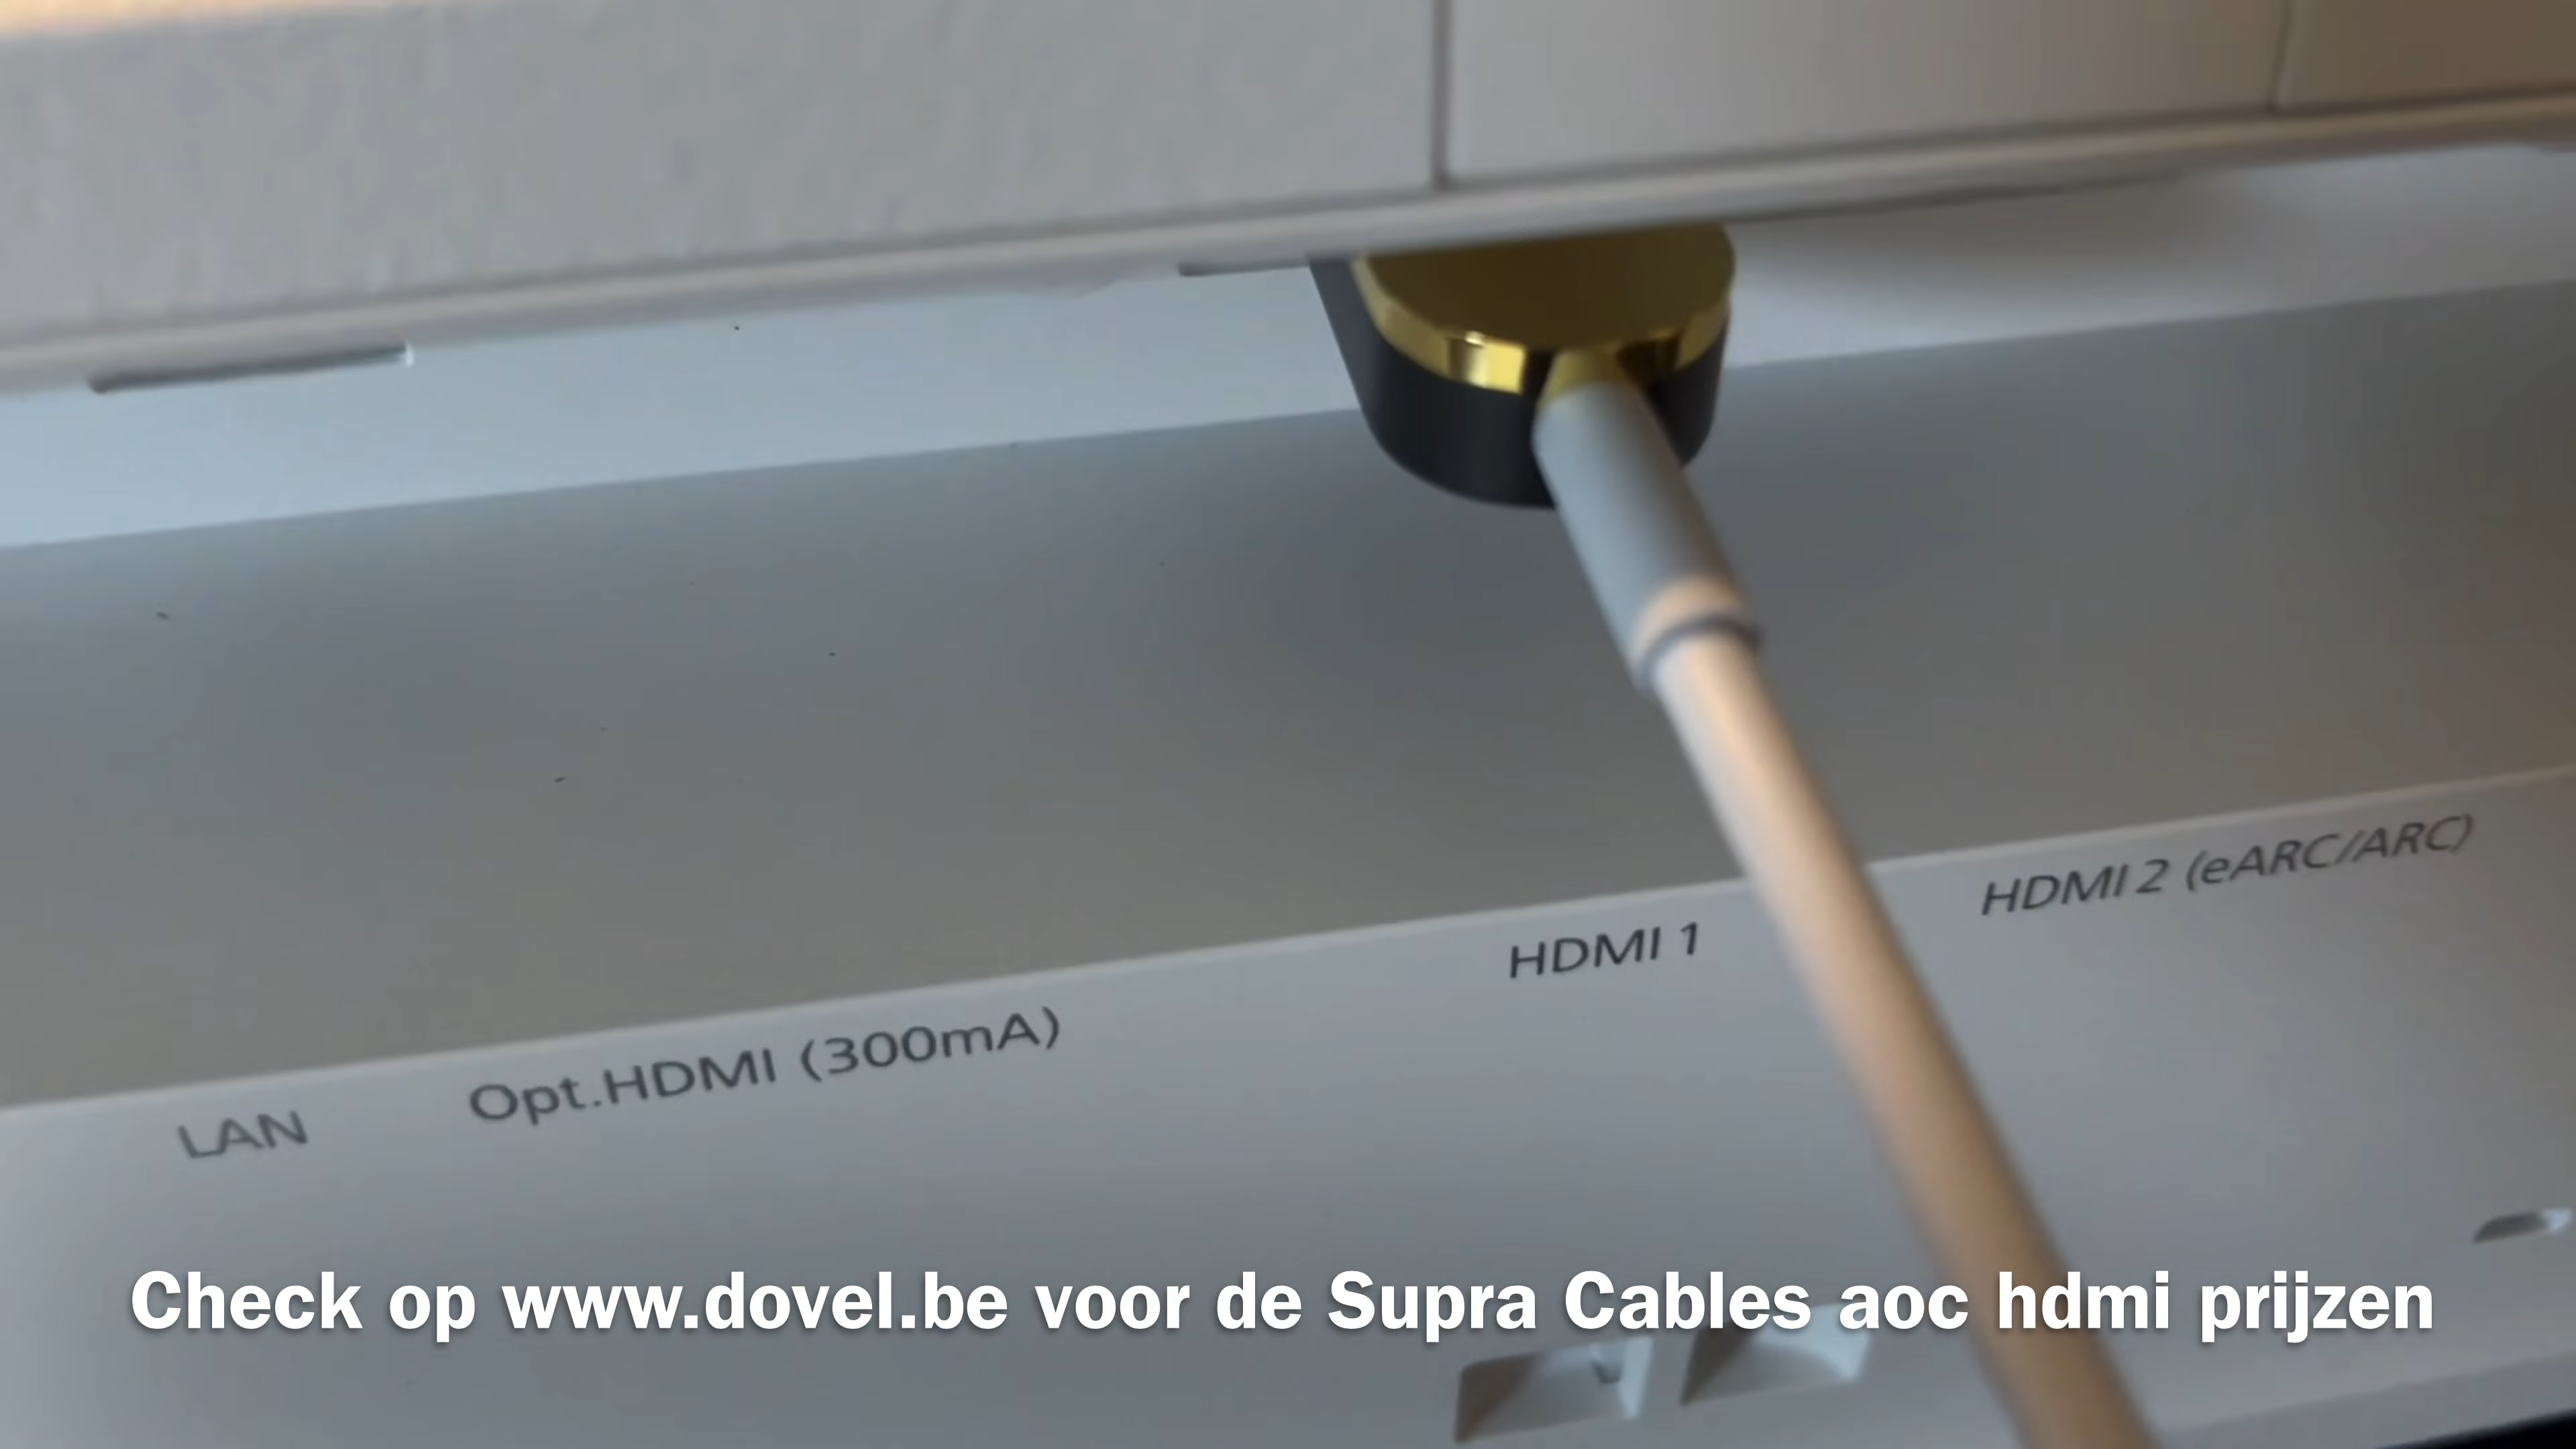 LAN
Opt.HDMI (300mA)
HDMI 1
HDMI 2 (eARC/ARC)
Check op www.dovel.be voor de Supra Cables aoc hdmi prijzen